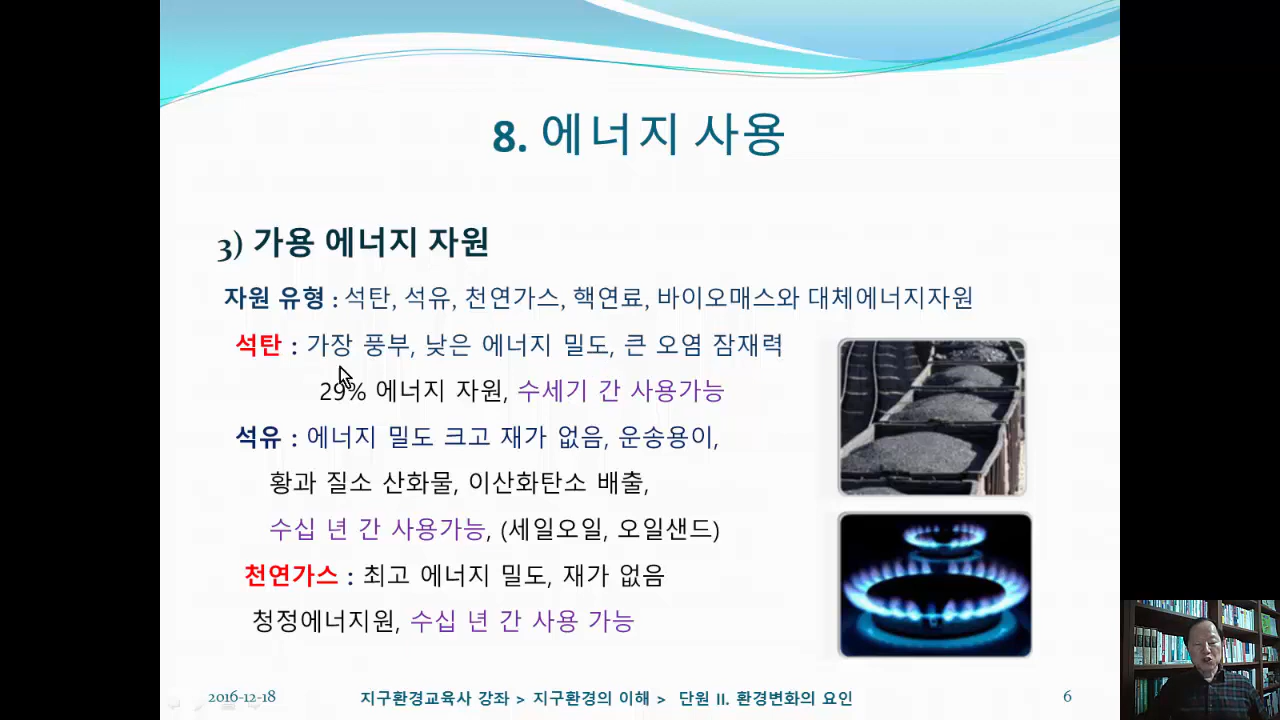 8. 에너지 사용
3) 가용 에너지 자원
자원 유형 : 석탄, 석유, 천연가스, 핵연료, 바이오매스와 대체에너지자원
석탄 : 가장 풍부, 낮은 에너지 밀도, 큰 오염 잠재력
29% 에너지 자원, 수세기 간 사용가능
석유 : 에너지 밀도 크고 재가 없음, 운송용이,
황과 질소 산화물, 이산화탄소 배출,
수십 년 간 사용가능, (세일오일, 오일샌드)
천연가스 : 최고 에너지 밀도, 재가 없음
청정에너지원, 수십 년 간 사용 가능
2016-12-18
지구환경교육사 강좌 > 지구환경의 이해 > 단원 II. 환경변화의 요인
6